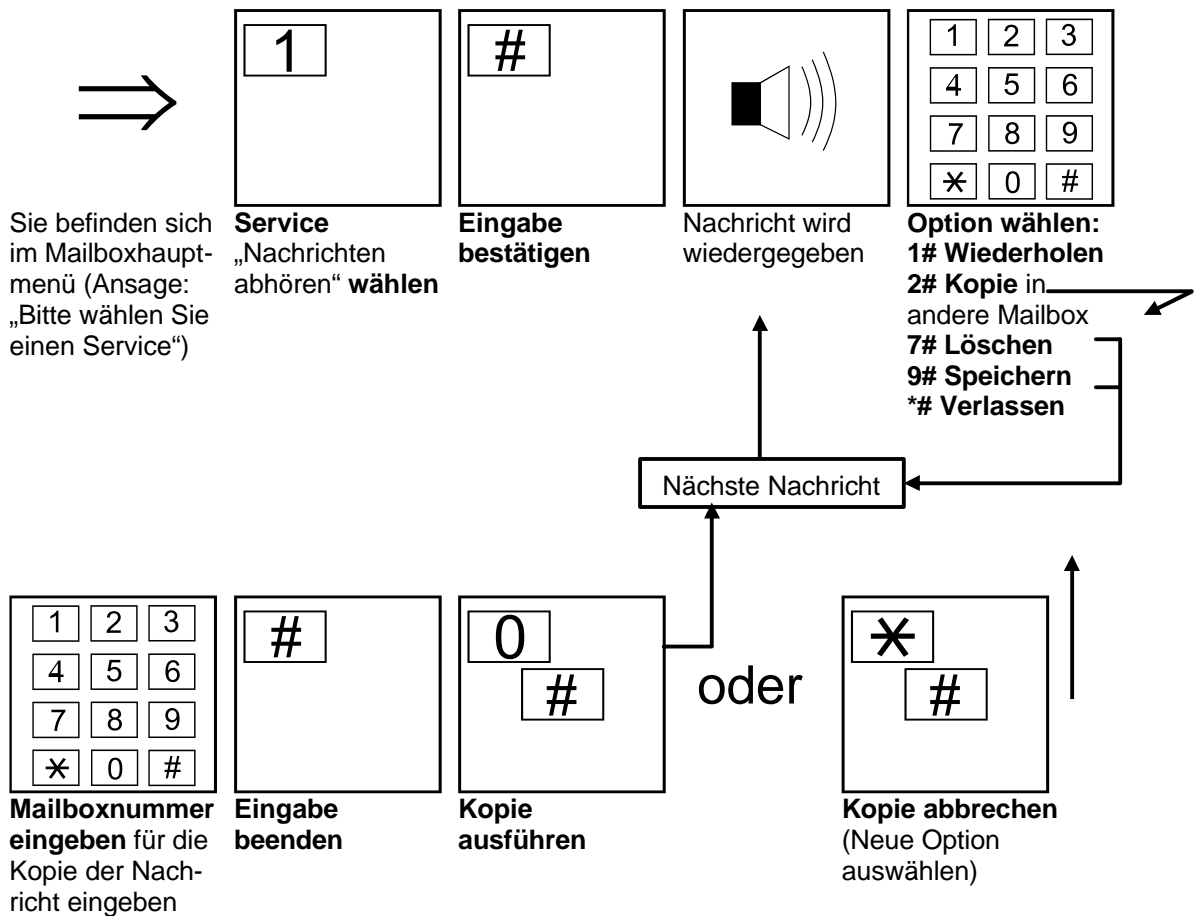 1
#
1 2 3
4 5 6
7 8 9
* 0 #
Sie befinden sich
im Mailboxhaupt-
menü (Ansage:
„Bitte wählen Sie
einen Service“)
Service
„Nachrichten
abhören“ wählen
Eingabe
bestätigen
Nachricht wird
wiedergegeben
Option wählen:
1# Wiederholen
2# Kopie in
andere Mailbox
7# Löschen
9# Speichern
*# Verlassen
Nächste Nachricht
1 2 3
4 5 6
7 8 9
* 0 #
#
0
#
oder
*
#
Mailboxnummer
eingeben für die
Kopie der Nach-
richt eingeben
Eingabe
beenden
Kopie
ausführen
Kopie abbrechen
(Neue Option
auswählen)